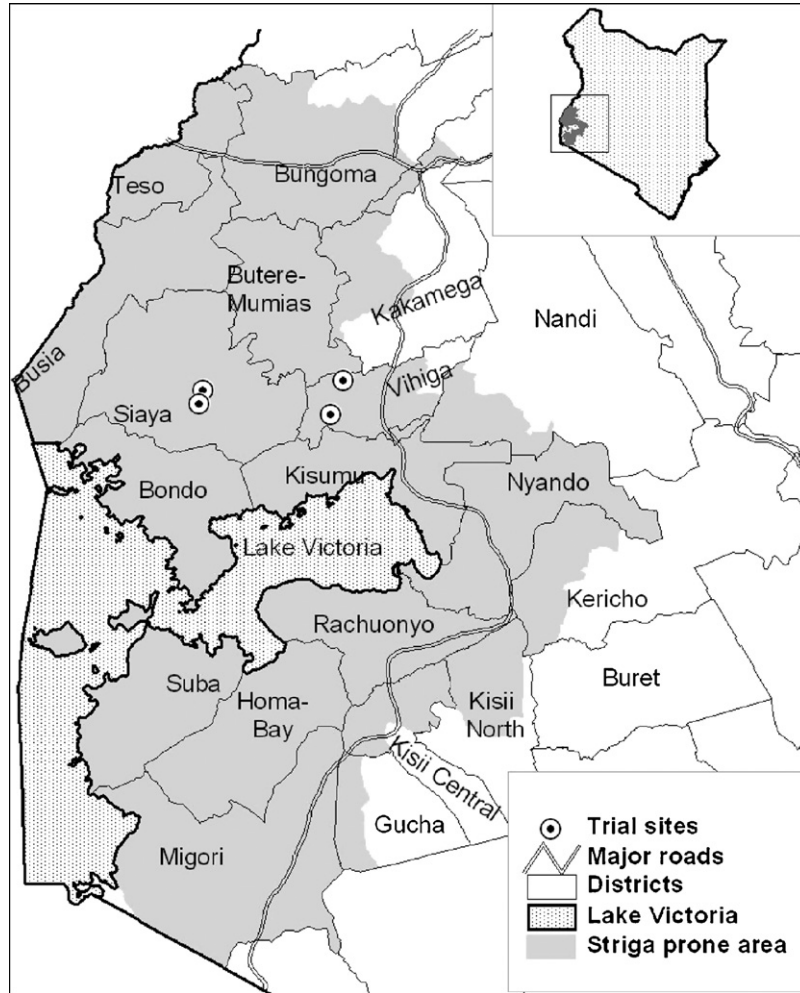 Teso
Bungoma
Butere-
Mumias
Kakamega
Nandi
Busia
Siaya
Vihiga
Bondo
Kisumu
Nyando
Lake Victoria
Kericho
Rachuonyo
Suba
Homa-
Bay
Kisii
North
Buret
Kisii Central
Gucha
Migori
Trial sites
Major roads
Districts
Lake Victoria
Striga prone area